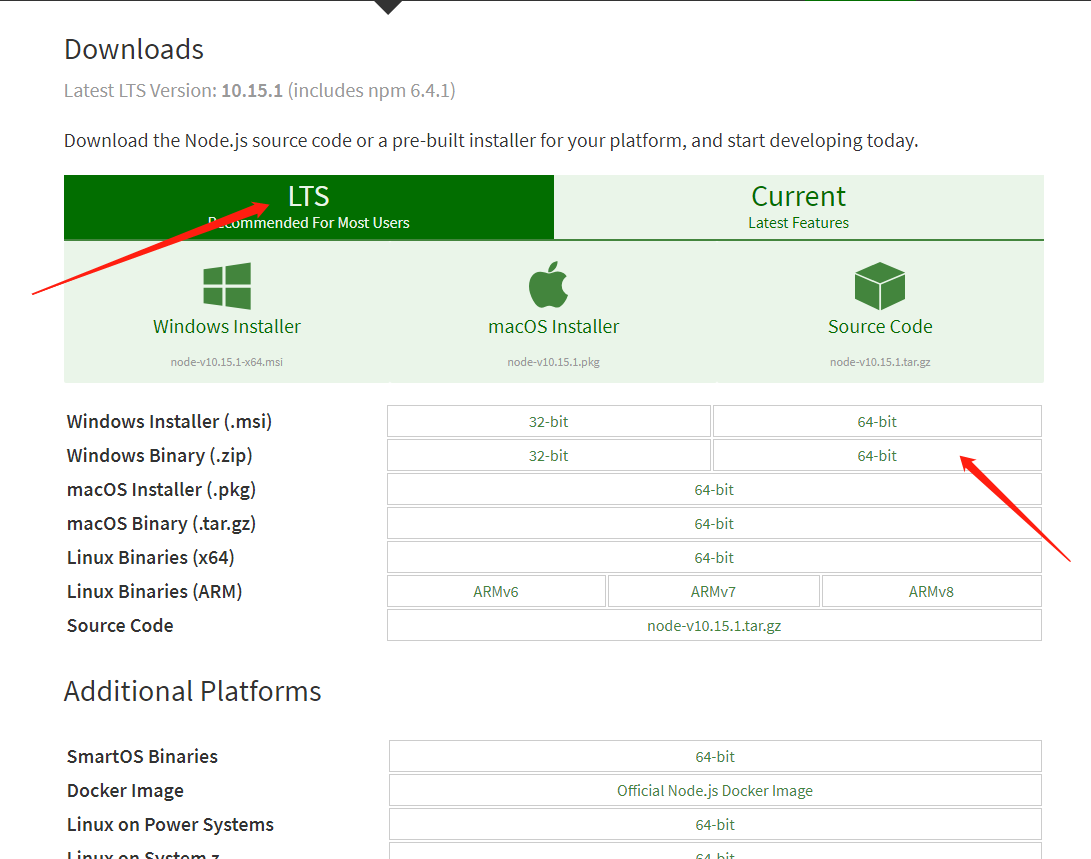 Downloads
Latest LTS Version: 10.15.1 (includes npm 6.4.1)
Download the Node.js source code or a pre-built installer for your platform, and start developing today.
LTS
Recommended For Most Users
Current
Latest Features
Windows Installer
node-v10.15.1-x64.msi
macOS Installer
node-v10.15.1.pkg
Source Code
node-v10.15.1.tar.gz
Windows Installer (.msi) 32-bit 64-bit
Windows Binary (.zip) 32-bit 64-bit
macOS Installer (.pkg) 64-bit
macOS Binary (.tar.gz) 64-bit
Linux Binaries (x64) 64-bit
Linux Binaries (ARM) ARMv6 ARMv7 ARMv8
Source Code node-v10.15.1.tar.gz
Additional Platforms
SmartOS Binaries 64-bit
Docker Image Official Node.js Docker Image
Linux on Power Systems 64-bit
Linux on System z 64-bit